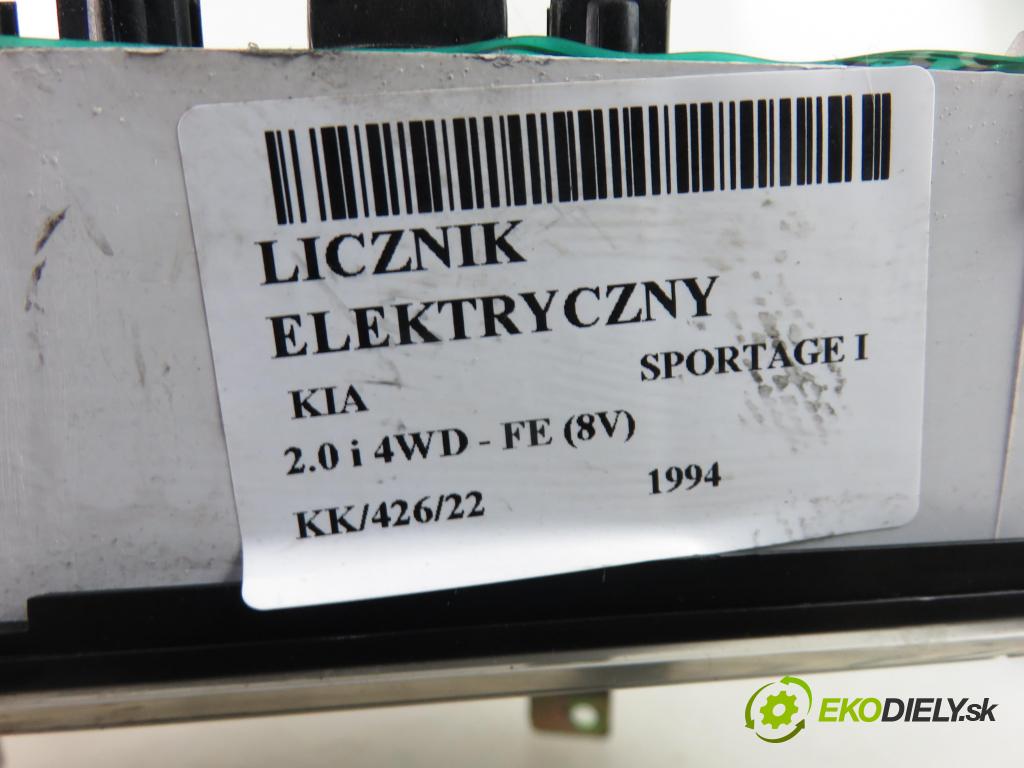 LICZNIK
ELEKTRYCZNY
KIA SPORTAGE I
2.0 i 4WD - FE (8V)
KK/426/22 1994
EKODIELY.sk